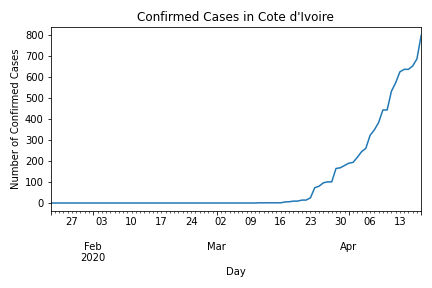 Confirmed Cases in Cote d'Ivoire
Number of Confirmed Cases
800
700
600
500
400
300
200
100
0
27 03 10 17 24 02 09 16 23 30 06 13
Feb Mar Apr
2020
Day